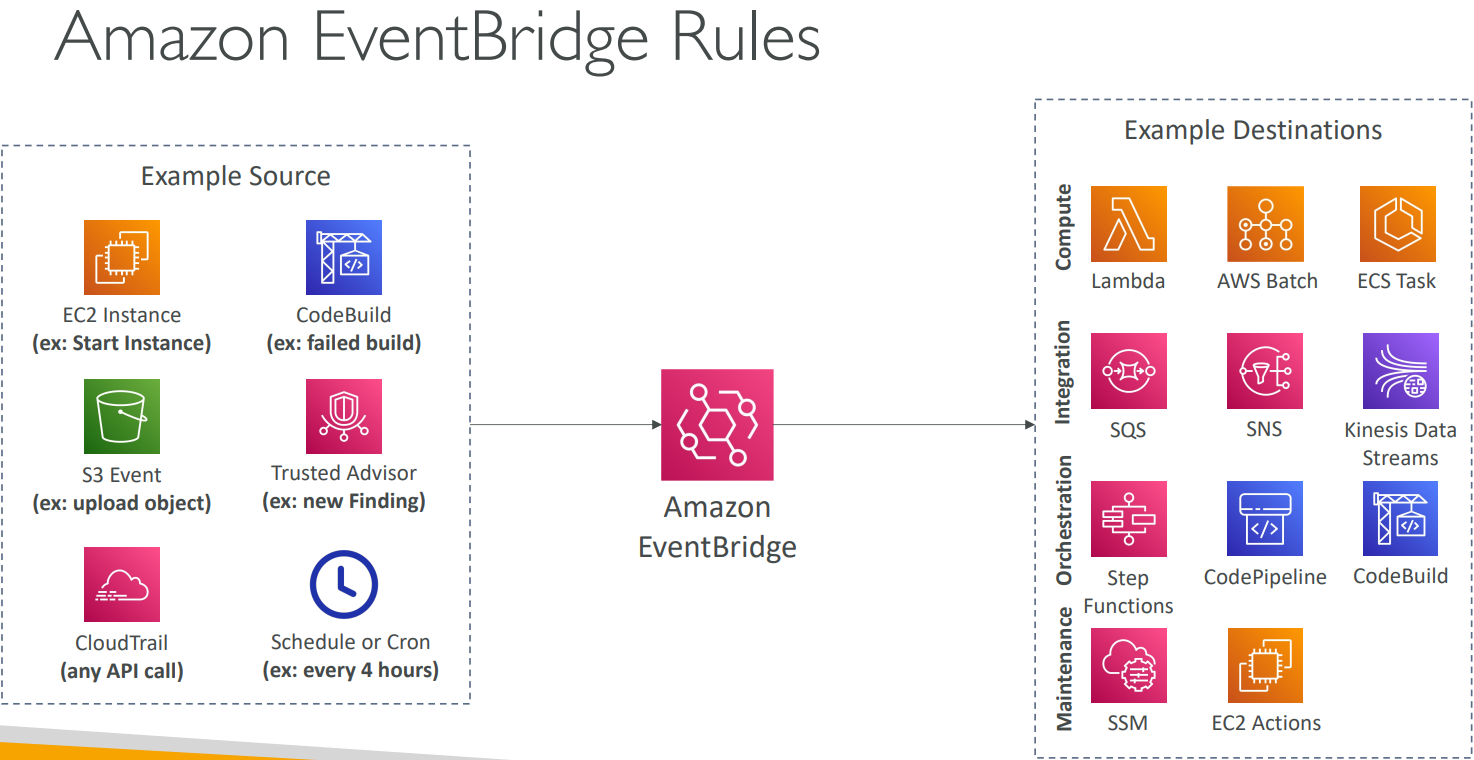 Amazon EventBridge Rules
Example Source
EC2 Instance
(ex: Start Instance)
CodeBuild
(ex: failed build)
S3 Event
(ex: upload object)
Trusted Advisor
(ex: new Finding)
CloudTrail
(any API call)
Schedule or Cron
(ex: every 4 hours)
Amazon
EventBridge
Example Destinations
Compute
Lambda
AWS Batch
ECS Task
Integration
SQS
SNS
Kinesis Data
Streams
Orchestration
Step
Functions
CodePipeline
</>
CodeBuild
</>
Maintenance
SSM
EC2 Actions